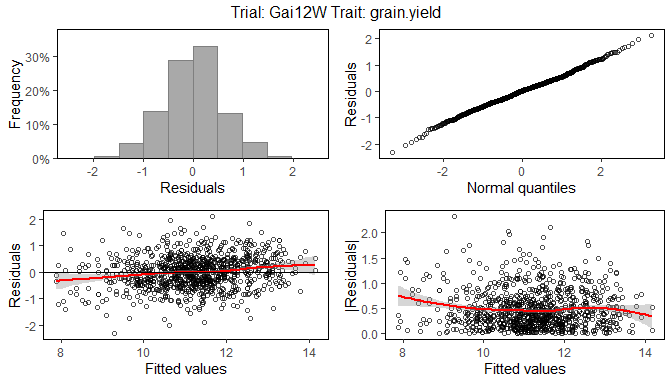 Trial: Gai12W Trait: grain.yield
Frequency
30%
20%
10%
0%
-2 -1 0 1 2
Residuals
Residuals
2
1
0
-1
-2
-2 0 2
Normal quantiles
Residuals
2
1
0
-1
-2
8 10 12 14
Fitted values
|Residuals|
2.0
1.5
1.0
0.5
0.0
8 10 12 14
Fitted values